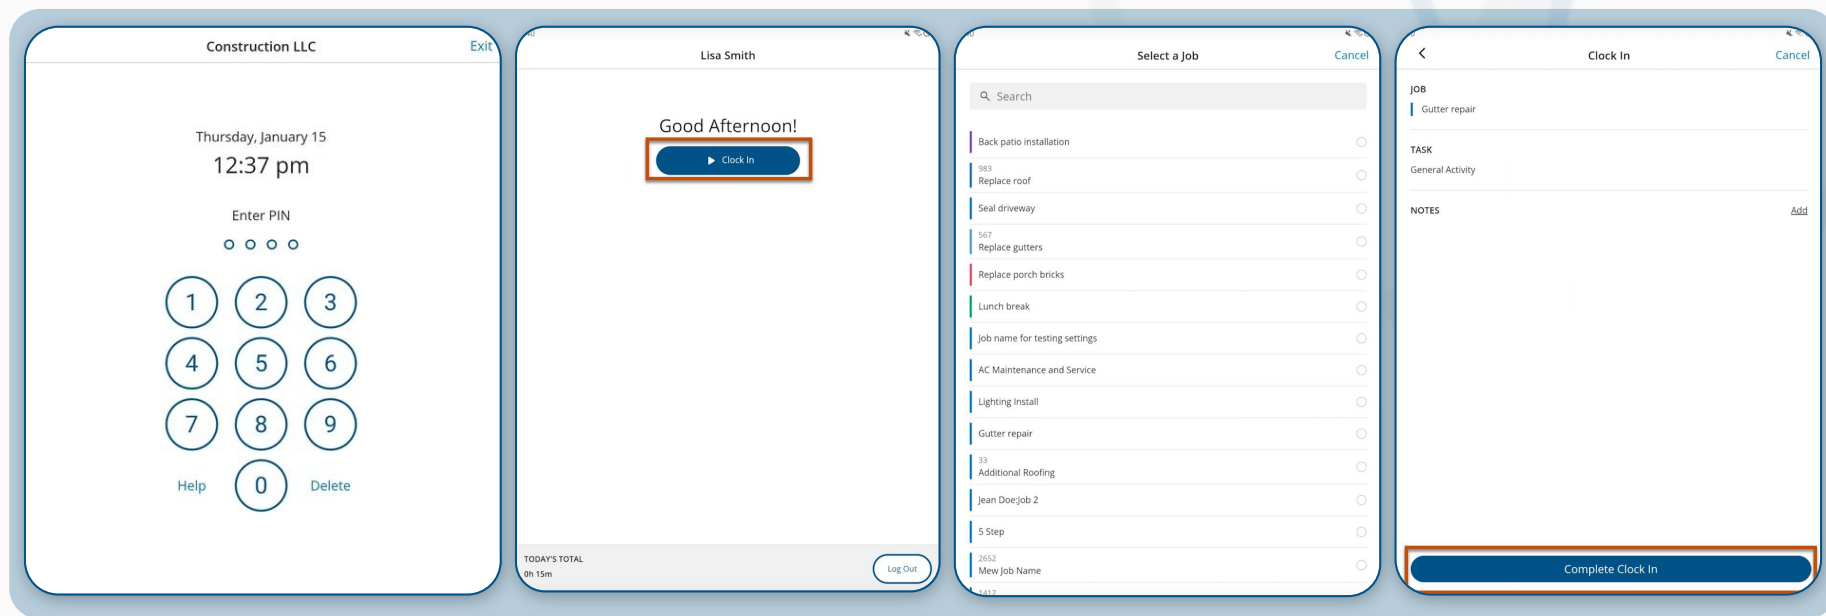 Construction LLC
Exit
Thursday, January 15
12:37 pm
Enter PIN
1 2 3
4 5 6
7 8 9
Help 0 Delete
Lisa Smith
Good Afternoon!
Clock In
TODAY'S TOTAL
0h 15m
Log Out
Select a Job
Cancel
Search
Back patio installation
983
Replace roof
Seal driveway
567
Replace gutters
Replace porch bricks
Lunch break
Job name for testing settings
AC Maintenance and Service
Lighting Install
Gutter repair
33
Additional Roofing
Jean Doe:Job 2
5 Step
2652
Mew Job Name
1412
Clock In
Cancel
JOB
Gutter repair
TASK
General Activity
NOTES
Add
Complete Clock In